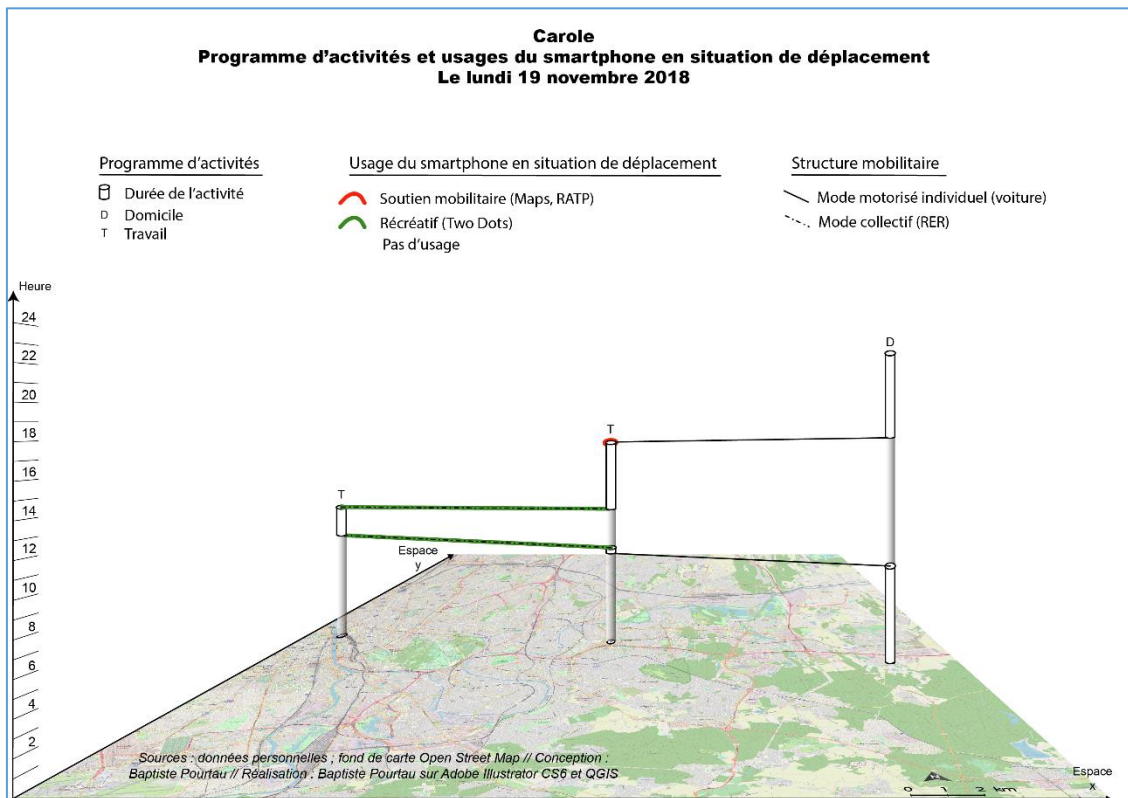 Carole
Programme d'activités et usages du smartphone en situation de déplacement
Le lundi 19 novembre 2018
Programme d'activités
Durée de l'activité
D Domicile
T Travail
Usage du smartphone en situation de déplacement
Soutien mobilitaire (Maps, RATP)
Récréatif (Two Dots)
Pas d'usage
Structure mobilitaire
Mode motorisé individuel (voiture)
Mode collectif (RER)
Heure
24
22
20
18
16
14
12
10
8
6
4
2
D
T
T
Espace
y
Sources : données personnelles ; fond de carte Open Street Map // Conception :
Baptiste Pourtau // Réalisation : Baptiste Pourtau sur Adobe Illustrator CS6 et QGIS
Espace
x
0 1 2 km